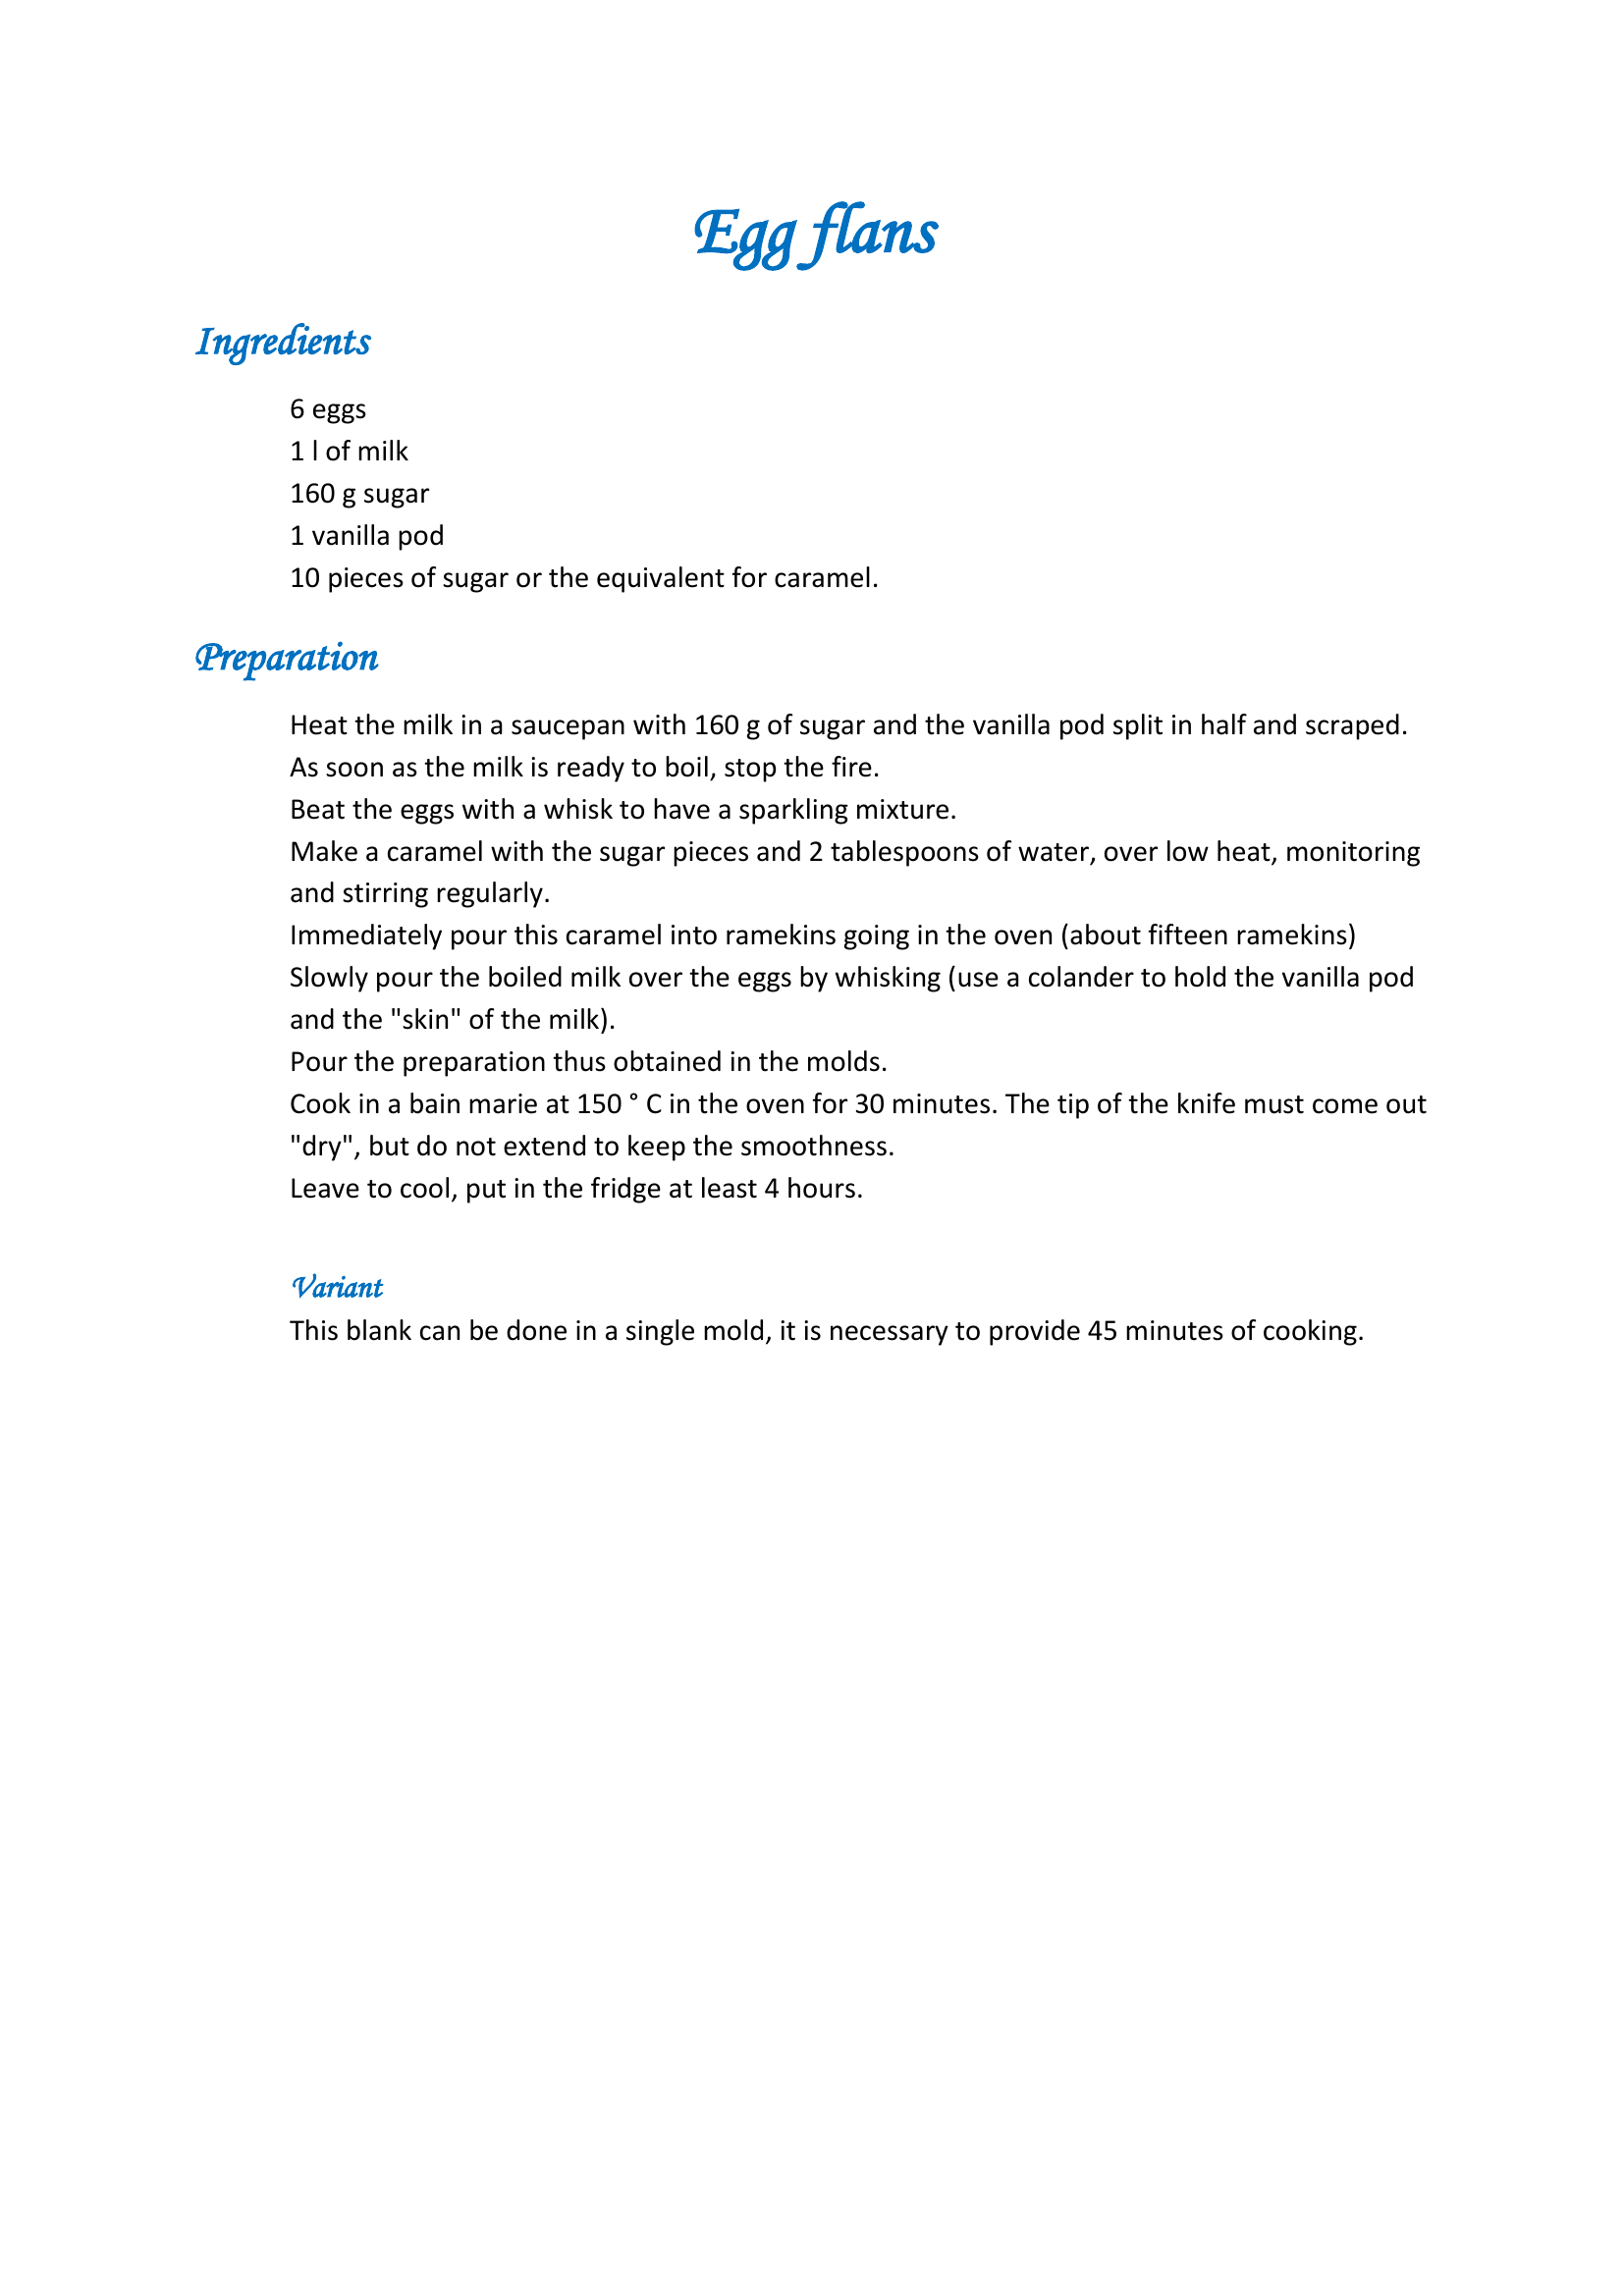 Egg flans
Ingredients
6 eggs
1 l of milk
160 g sugar
1 vanilla pod
10 pieces of sugar or the equivalent for caramel.
Preparation
Heat the milk in a saucepan with 160 g of sugar and the vanilla pod split in half and scraped.
As soon as the milk is ready to boil, stop the fire.
Beat the eggs with a whisk to have a sparkling mixture.
Make a caramel with the sugar pieces and 2 tablespoons of water, over low heat, monitoring
and stirring regularly.
Immediately pour this caramel into ramekins going in the oven (about fifteen ramekins)
Slowly pour the boiled milk over the eggs by whisking (use a colander to hold the vanilla pod
and the "skin" of the milk).
Pour the preparation thus obtained in the molds.
Cook in a bain marie at 150 ° C in the oven for 30 minutes. The tip of the knife must come out
"dry", but do not extend to keep the smoothness.
Leave to cool, put in the fridge at least 4 hours.
Variant
This blank can be done in a single mold, it is necessary to provide 45 minutes of cooking.